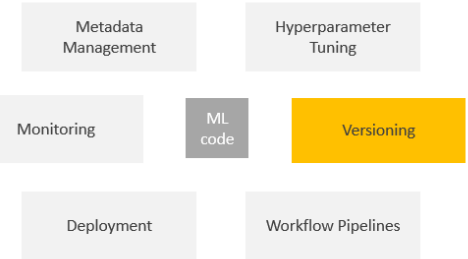 Metadata
Management
Hyperparameter
Tuning
Monitoring
ML
code
Versioning
Deployment
Workflow Pipelines